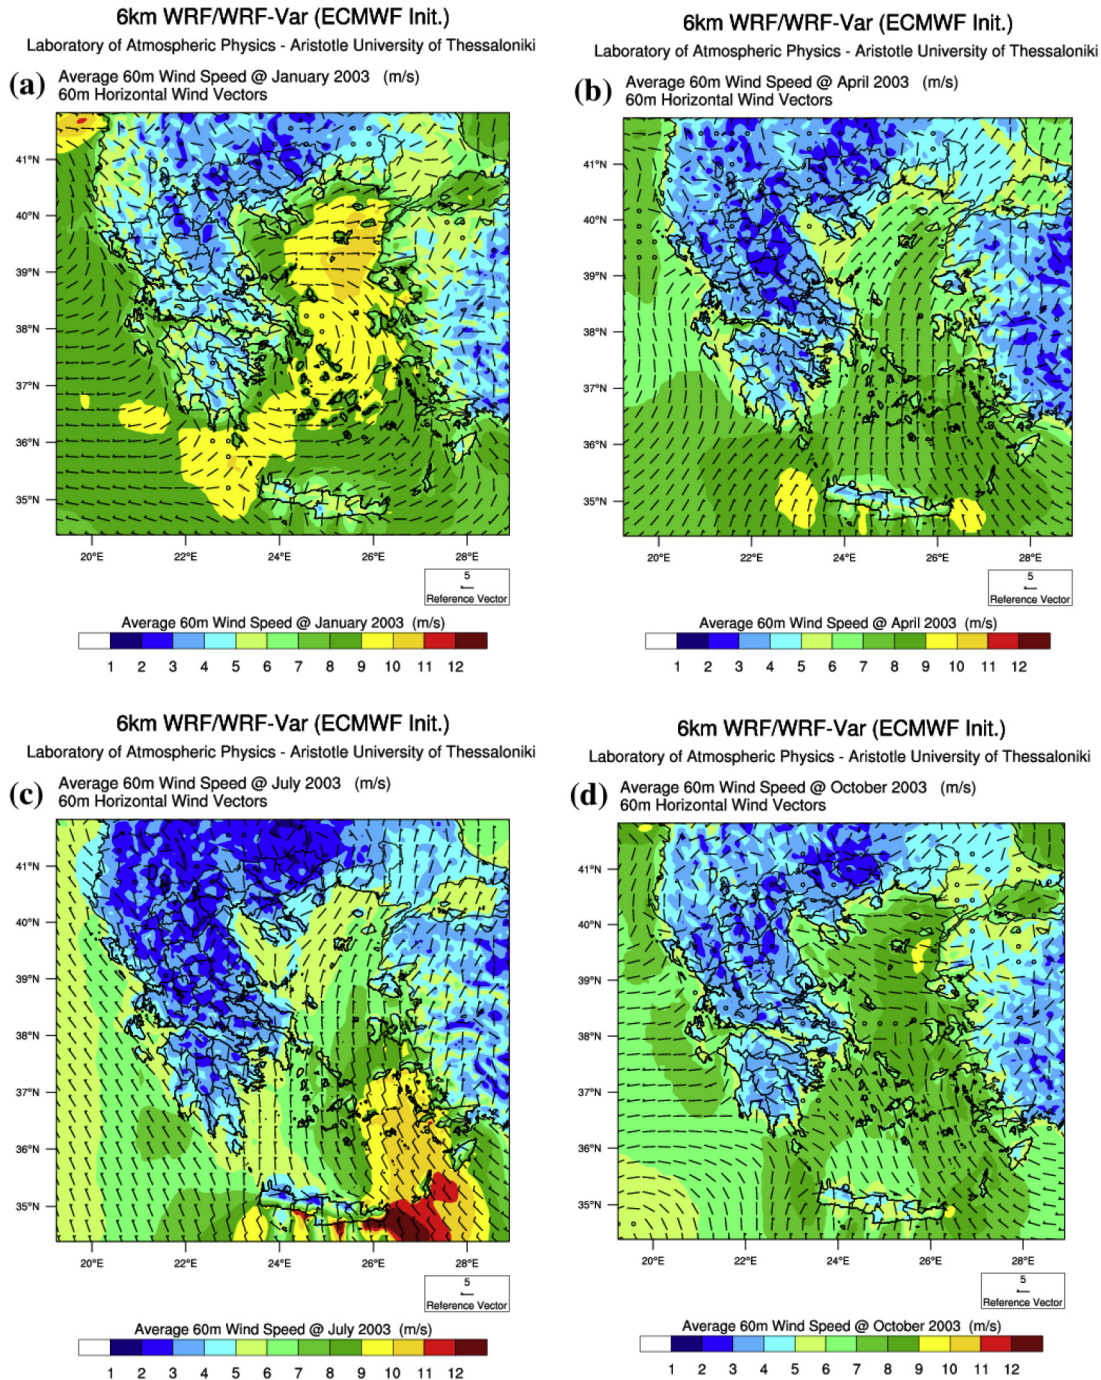 6km WRF/WRF-Var (ECMWF Init.)
Laboratory of Atmospheric Physics - Aristotle University of Thessaloniki
(a) Average 60m Wind Speed @ January 2003 (m/s)
60m Horizontal Wind Vectors
41°N
40°N
39°N
38°N
37°N
36°N
35°N
20°E 22°E 24°E 26°E 28°E
5
Reference Vector
Average 60m Wind Speed @ January 2003 (m/s)
1 2 3 4 5 6 7 8 9 10 11 12
6km WRF/WRF-Var (ECMWF Init.)
Laboratory of Atmospheric Physics - Aristotle University of Thessaloniki
(b) Average 60m Wind Speed @ April 2003 (m/s)
60m Horizontal Wind Vectors
41°N
40°N
39°N
38°N
37°N
36°N
35°N
20°E 22°E 24°E 26°E 28°E
5
Reference Vector
Average 60m Wind Speed @ April 2003 (m/s)
1 2 3 4 5 6 7 8 9 10 11 12
6km WRF/WRF-Var (ECMWF Init.)
Laboratory of Atmospheric Physics - Aristotle University of Thessaloniki
(c) Average 60m Wind Speed @ July 2003 (m/s)
60m Horizontal Wind Vectors
41°N
40°N
39°N
38°N
37°N
36°N
35°N
20°E 22°E 24°E 26°E 28°E
5
Reference Vector
Average 60m Wind Speed @ July 2003 (m/s)
1 2 3 4 5 6 7 8 9 10 11 12
6km WRF/WRF-Var (ECMWF Init.)
Laboratory of Atmospheric Physics - Aristotle University of Thessaloniki
(d) Average 60m Wind Speed @ October 2003 (m/s)
60m Horizontal Wind Vectors
41°N
40°N
39°N
38°N
37°N
36°N
35°N
20°E 22°E 24°E 26°E 28°E
5
Reference Vector
Average 60m Wind Speed @ October 2003 (m/s)
1 2 3 4 5 6 7 8 9 10 11 12